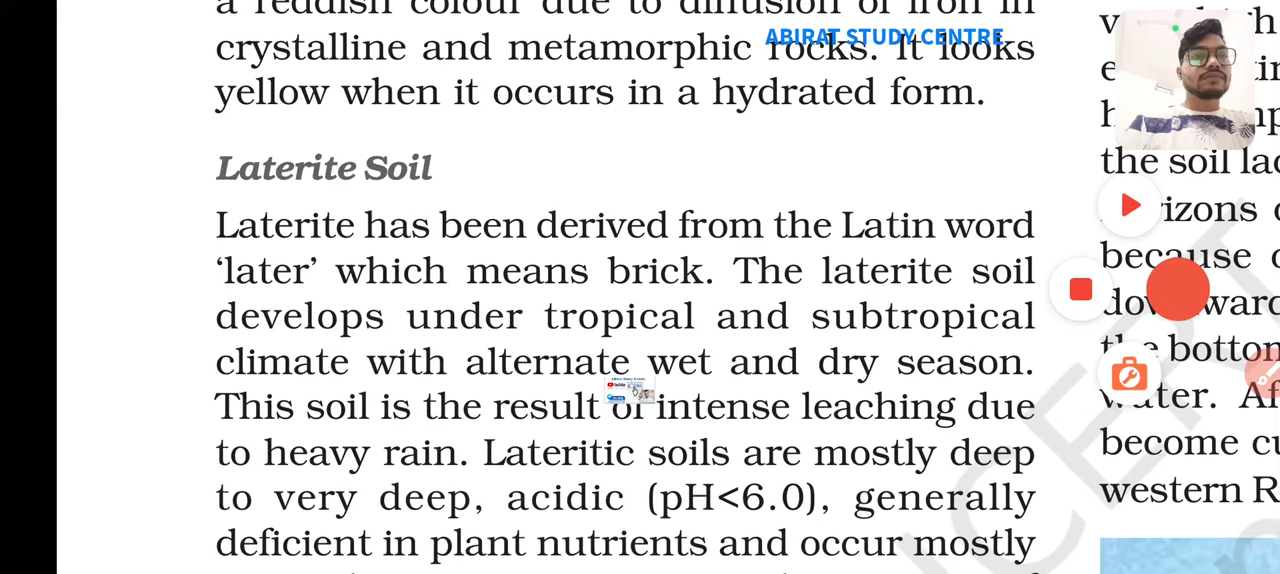 a reddish colour due to diffusion of iron in
ABIRAT STUDY CENTRE
crystalline and metamorphic rocks. It looks
yellow when it occurs in a hydrated form.
Laterite Soil
Laterite has been derived from the Latin word
‘later’ which means brick. The laterite soil
develops under tropical and subtropical
climate with alternate wet and dry season.
This soil is the result of intense leaching due
to heavy rain. Lateritic soils are mostly deep
to very deep, acidic (pH<6.0), generally
deficient in plant nutrients and occur mostly
the soil
because
the bottom
water.
become
western
NCERT